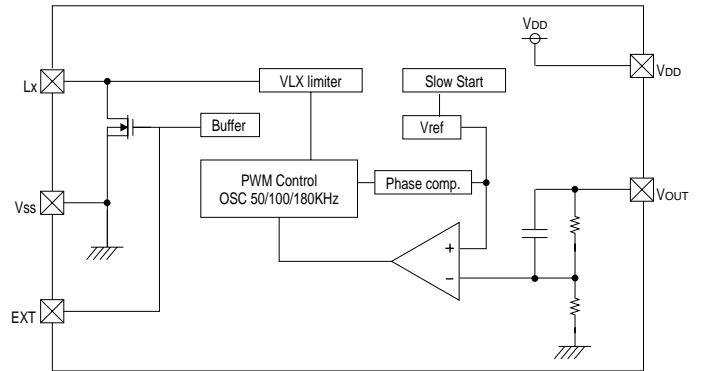 VDD
VDD
Lx
VLX limiter
Slow Start
Buffer
Vref
PWM Control
OSC 50/100/180KHz
Phase comp.
VOUT
Vss
+
−
EXT